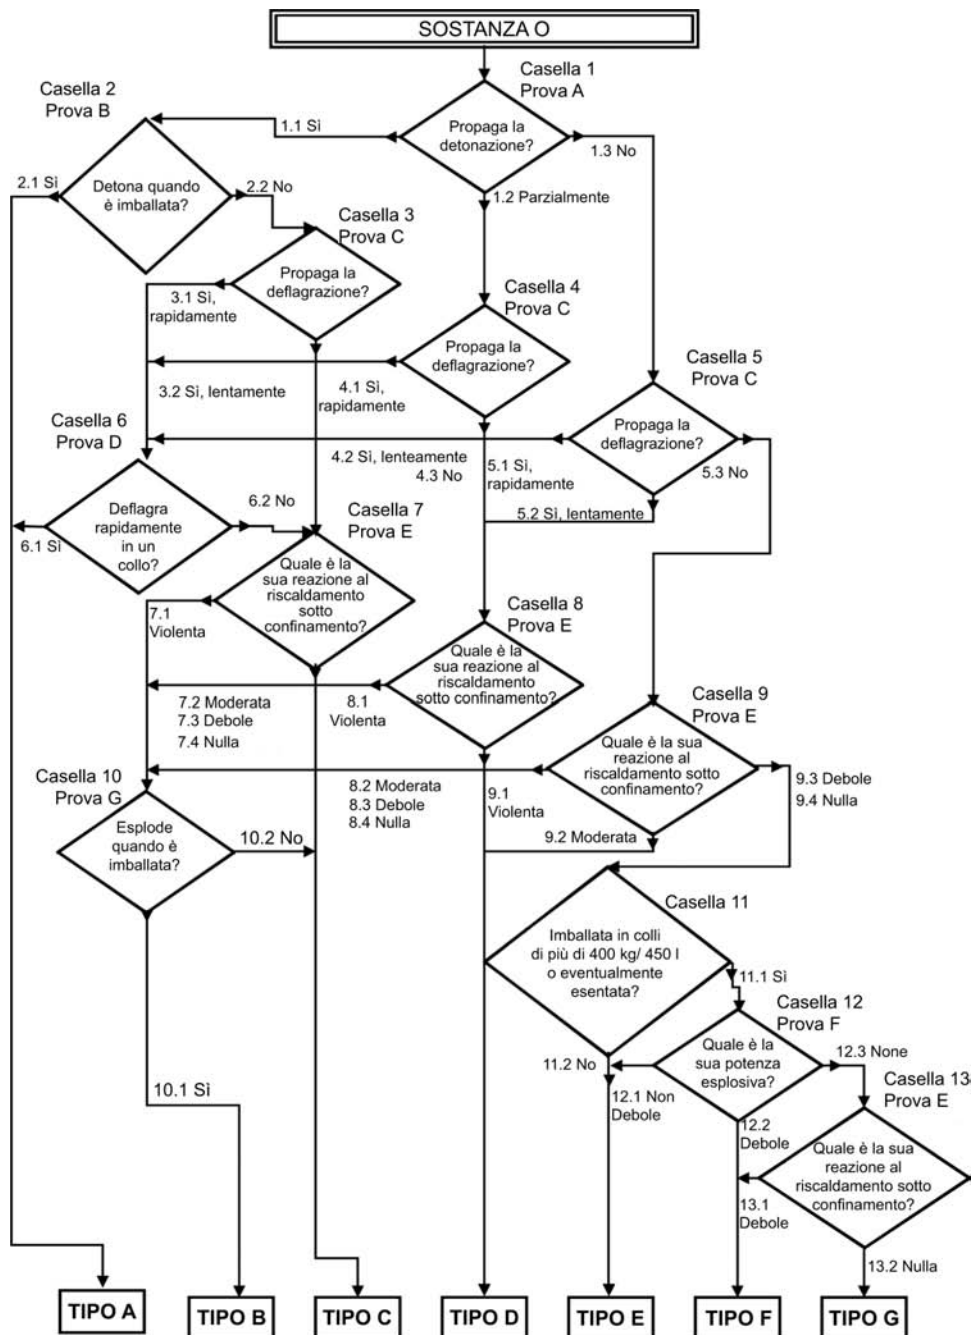 SOSTANZA O
Casella 1
Prova A
Propaga la
detonazione?
1.1 Sì
1.3 No
1.2 Parzialmente
Casella 2
Prova B
Detona quando
è imballata?
2.1 Sì
2.2 No
Casella 3
Prova C
Propaga la
deflagrazione?
3.1 Sì,
rapidamente
3.2 Sì, lentamente
Casella 4
Prova C
Propaga la
deflagrazione?
4.1 Sì,
rapidamente
4.2 Sì, lenteamente
4.3 No
Casella 5
Prova C
Propaga la
deflagrazione?
5.1 Sì,
rapidamente
5.2 Sì, lentamente
5.3 No
Casella 6
Prova D
Deflagra
rapidamente
in un
collo?
6.1 Sì
6.2 No
Casella 7
Prova E
Quale è la
sua reazione al
riscaldamento
sotto
confinamento?
7.1
Violenta
7.2 Moderata
7.3 Debole
7.4 Nulla
Casella 8
Prova E
Quale è la
sua reazione al
riscaldamento
sotto confinamento?
8.1
Violenta
8.2 Moderata
8.3 Debole
8.4 Nulla
Casella 9
Prova E
Quale è la sua
reazione al
riscaldamento sotto
confinamento?
9.1
Violenta
9.2 Moderata
9.3 Debole
9.4 Nulla
Casella 10
Prova G
Esplode
quando è
imballata?
10.2 No
10.1 Sì
Casella 11
Imballata in colli
di più di 400 kg/ 450 l
o eventualmente
esentata?
11.1 Sì
11.2 No
Casella 12
Prova F
Quale è la
sua potenza
esplosiva?
12.1 Non
Debole
12.2
Debole
12.3 None
Casella 13
Prova E
Quale è la sua
reazione al
riscaldamento sotto
confinamento?
13.1
Debole
13.2 Nulla
TIPO A
TIPO B
TIPO C
TIPO D
TIPO E
TIPO F
TIPO G